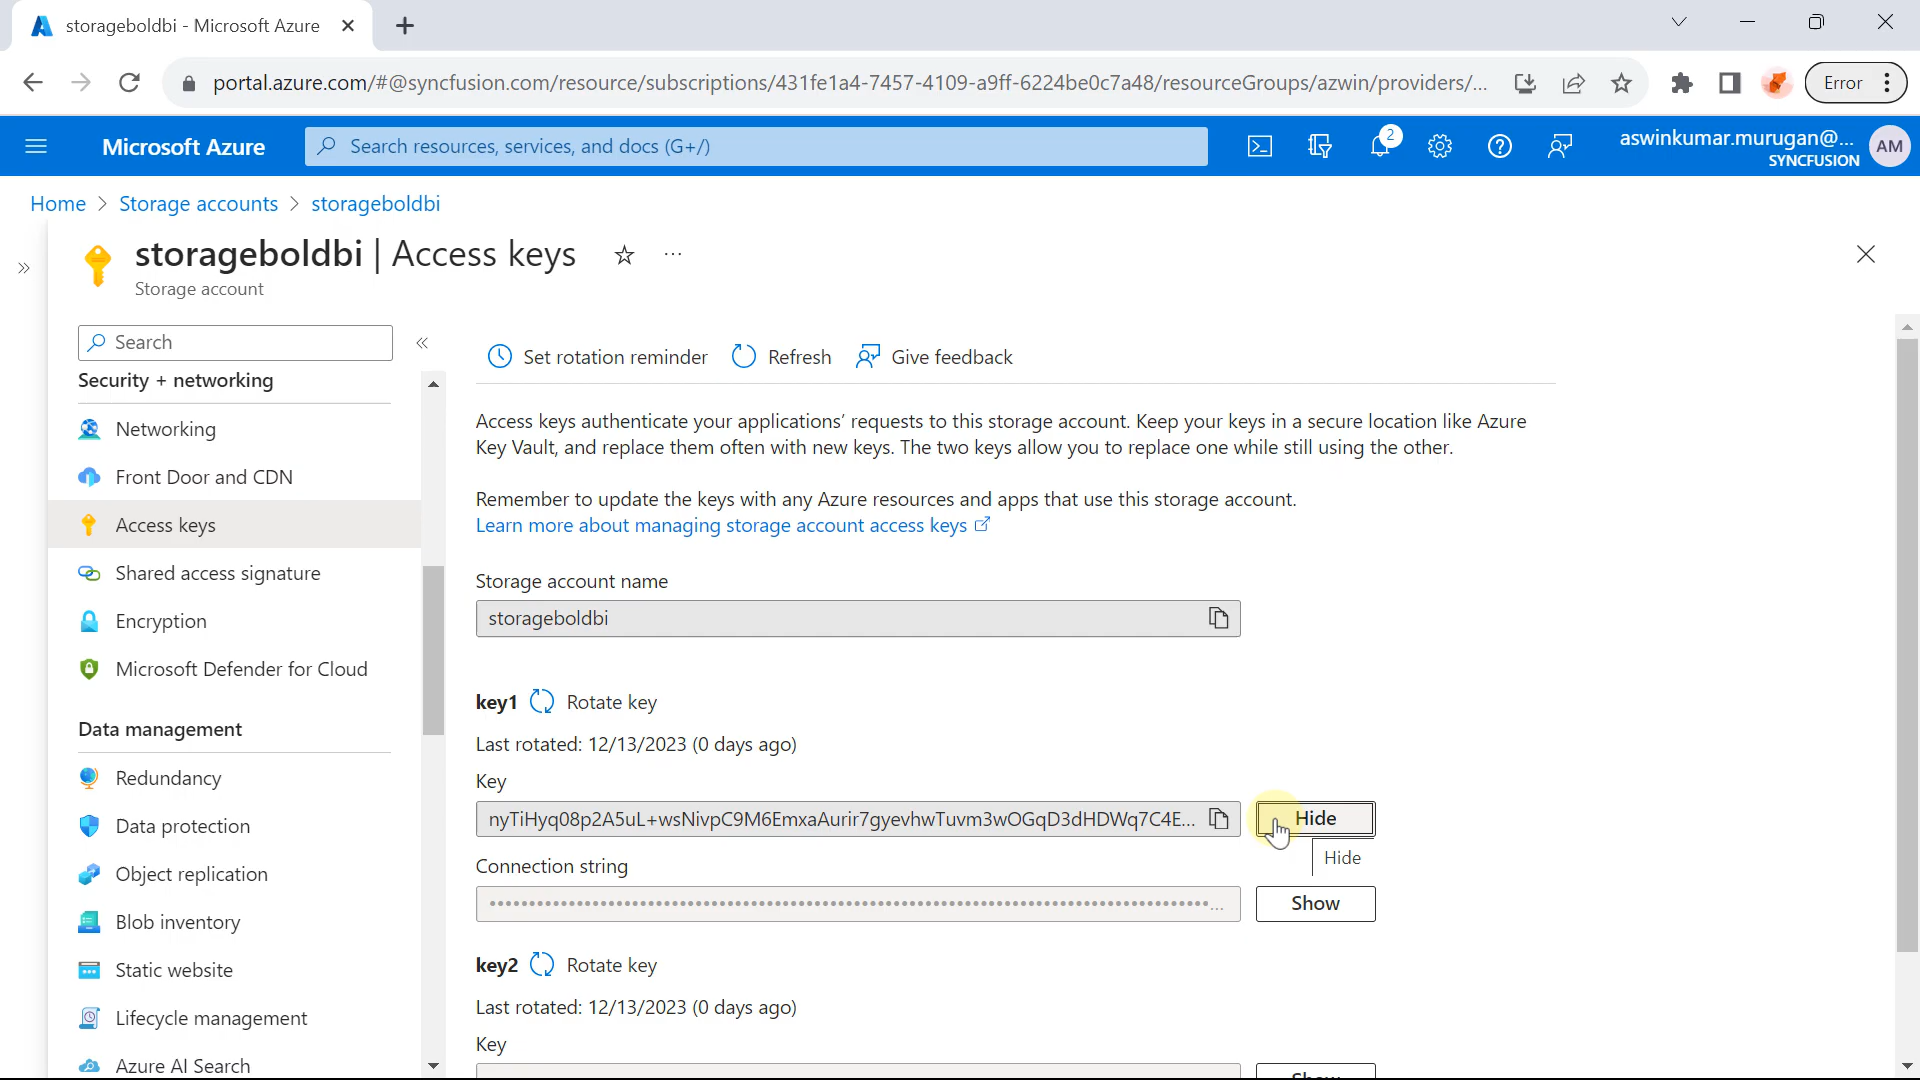 storageboldbi - Microsoft Azure
portal.azure.com/#@syncfusion.com/resource/subscriptions/431fe1a4-7457-4109-a9ff-6224be0c7a48/resourceGroups/azwin/providers/...
Error
Microsoft Azure
Search resources, services, and docs (G+/)
2
aswinkumar.murugan@...
SYNCFUSION
AM
Home > Storage accounts > storageboldbi
storageboldbi | Access keys
Storage account
Search
Security + networking
Networking
Front Door and CDN
Access keys
Shared access signature
Encryption
Microsoft Defender for Cloud
Data management
Redundancy
Data protection
Object replication
Blob inventory
Static website
Lifecycle management
Azure AI Search
Set rotation reminder
Refresh
Give feedback
Access keys authenticate your applications’ requests to this storage account. Keep your keys in a secure location like Azure
Key Vault, and replace them often with new keys. The two keys allow you to replace one while still using the other.
Remember to update the keys with any Azure resources and apps that use this storage account.
Learn more about managing storage account access keys
Storage account name
storageboldbi
key1 Rotate key
Last rotated: 12/13/2023 (0 days ago)
Key
nyTiHyq08p2A5uL+wsNivpC9M6EmxaAurir7gyevhwTuvm3wOGqD3dHDWq7C4E...
Hide
Hide
Connection string
Show
key2 Rotate key
Last rotated: 12/13/2023 (0 days ago)
Key
Show